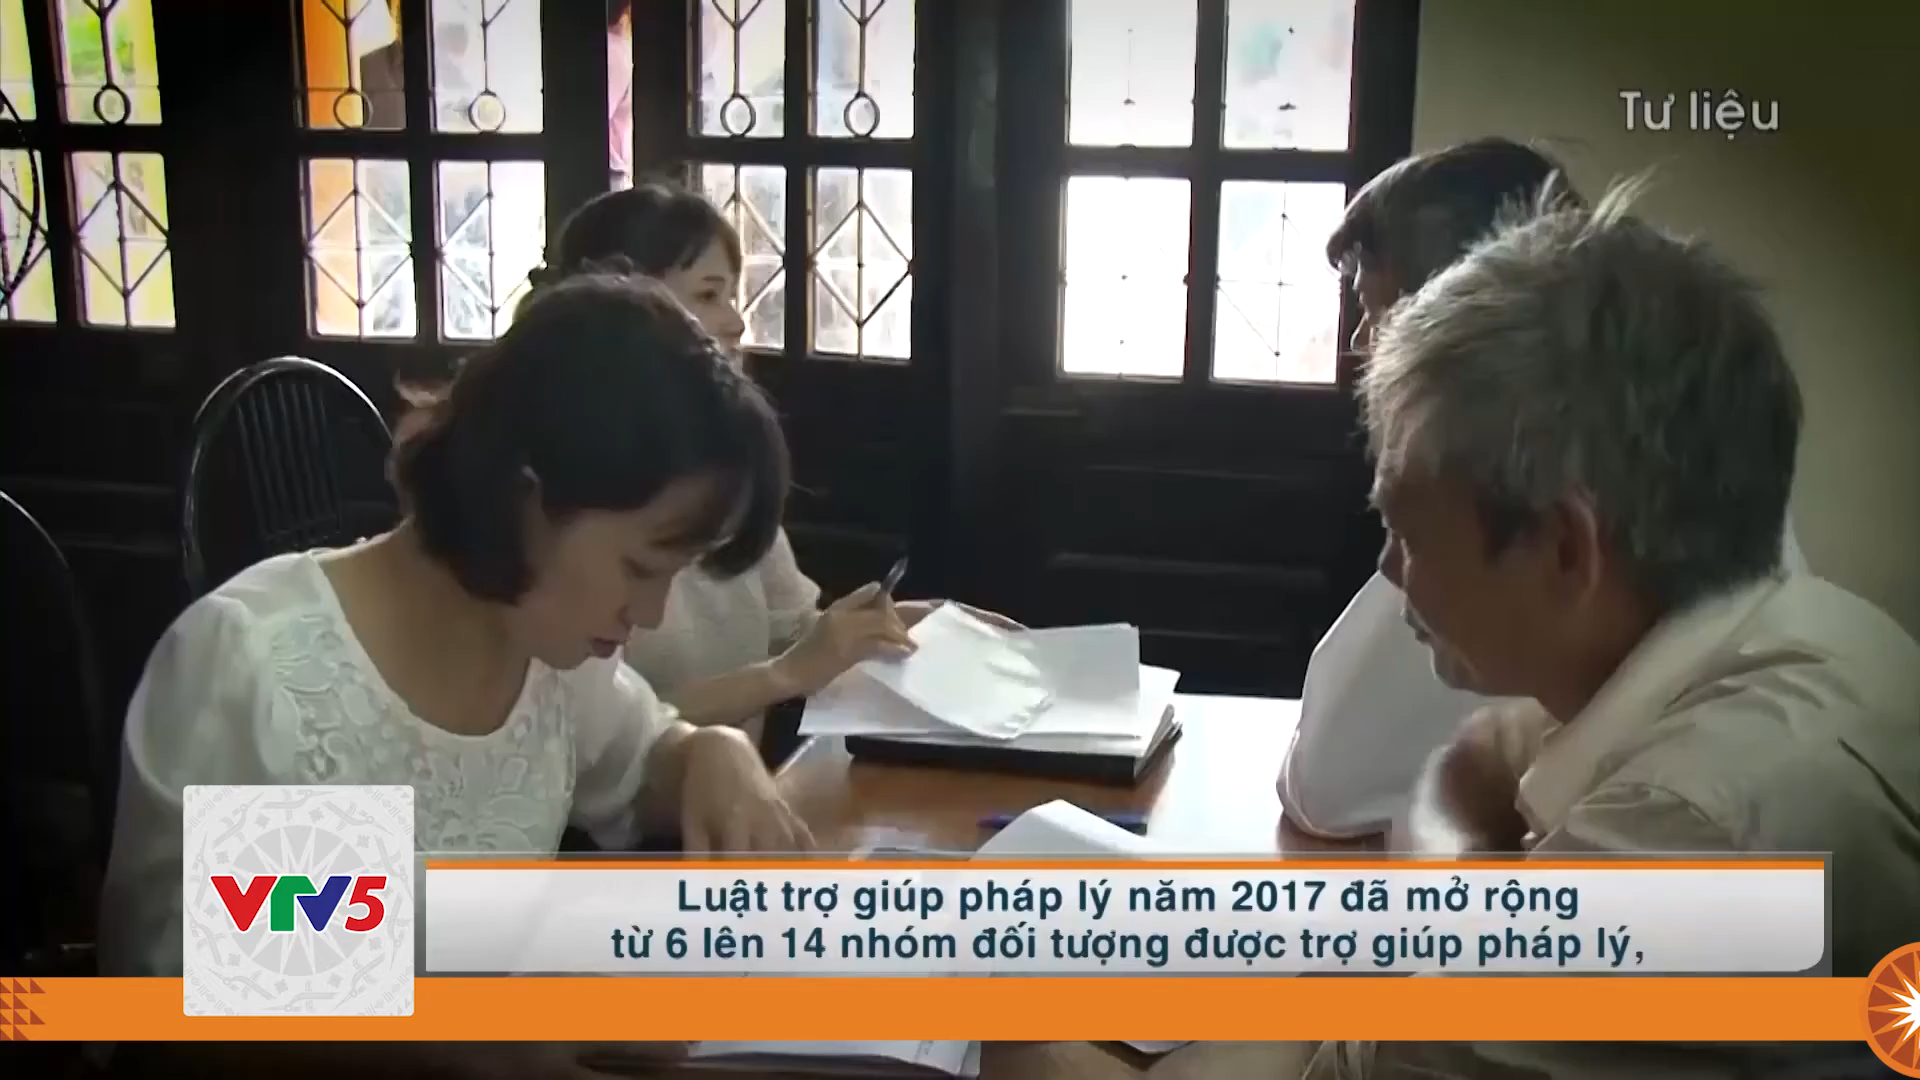 Tư liệu
Luật trợ giúp pháp lý năm 2017 đã mở rộng
từ 6 lên 14 nhóm đối tượng được trợ giúp pháp lý,
VTV5